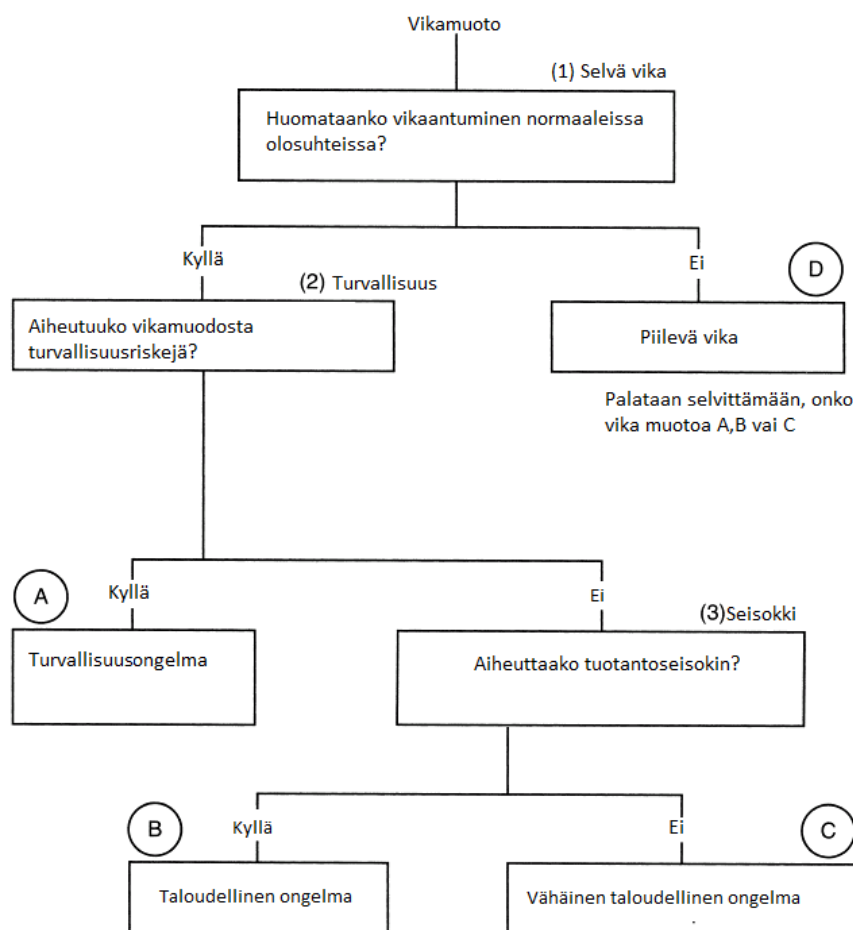 Vikamuoto
(1) Selvä vika
Huomataanko vikaantuminen normaaleissa
olosuhteissa?
Kyllä
Ei
D
(2) Turvallisuus
Aiheutuuko vikamuodosta
turvallisuusriskejä?
Piilevä vika
Palataan selvittämään, onko
vika muotoa A,B vai C
A
Kyllä
Ei
(3)Seisokki
Turvallisuusongelma
Aiheuttaako tuotantoseisokin?
B
Kyllä
Ei
C
Taloudellinen ongelma
Vähäinen taloudellinen ongelma